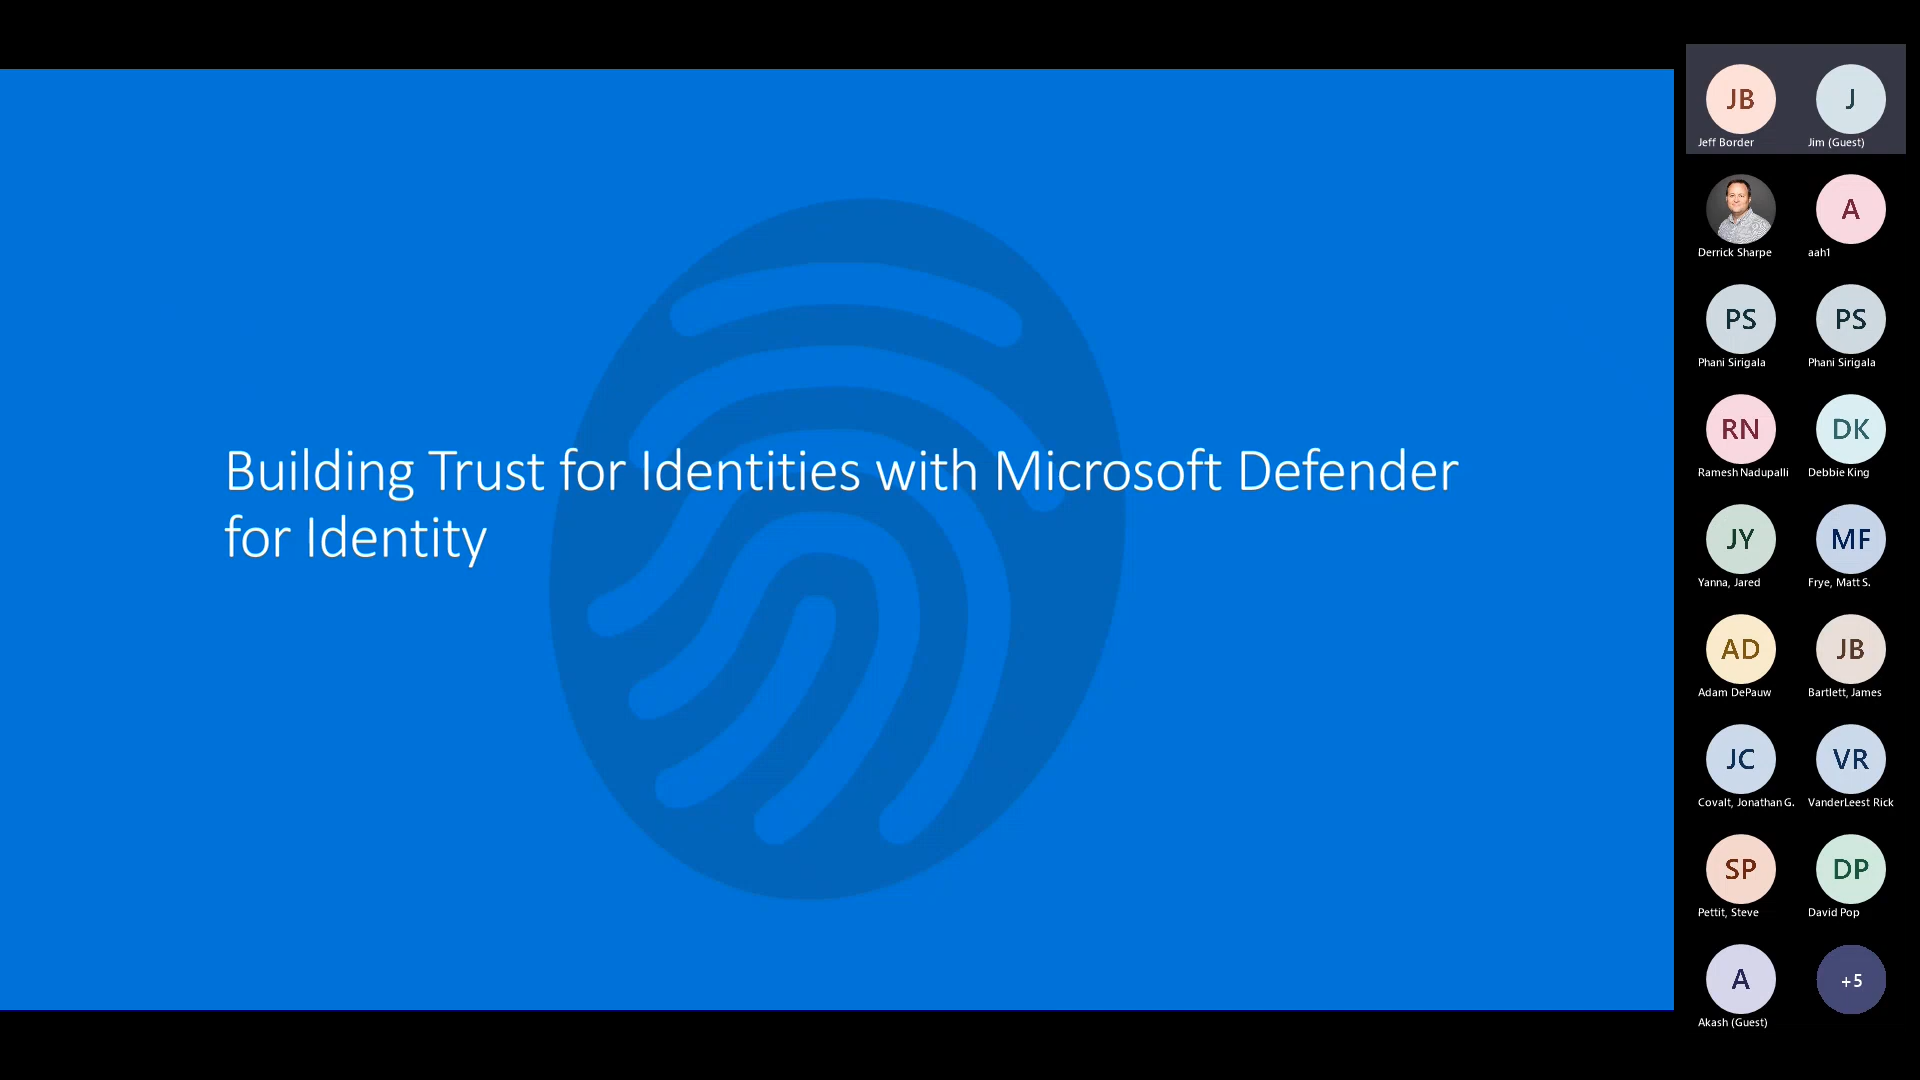 Building Trust for Identities with Microsoft Defender
for Identity
JB
J
Jeff Border
Jim (Guest)
A
Derrick Sharpe
aah1
PS
PS
Phani Sirigala
Phani Sirigala
RN
DK
Ramesh Nadupalli
Debbie King
JY
MF
Yanna, Jared
Frye, Matt S.
AD
JB
Adam DePauw
Bartlett, James
JC
VR
Covalt, Jonathan G.
VanderLeest Rick
SP
DP
Pettit, Steve
David Pop
A
+5
Akash (Guest)